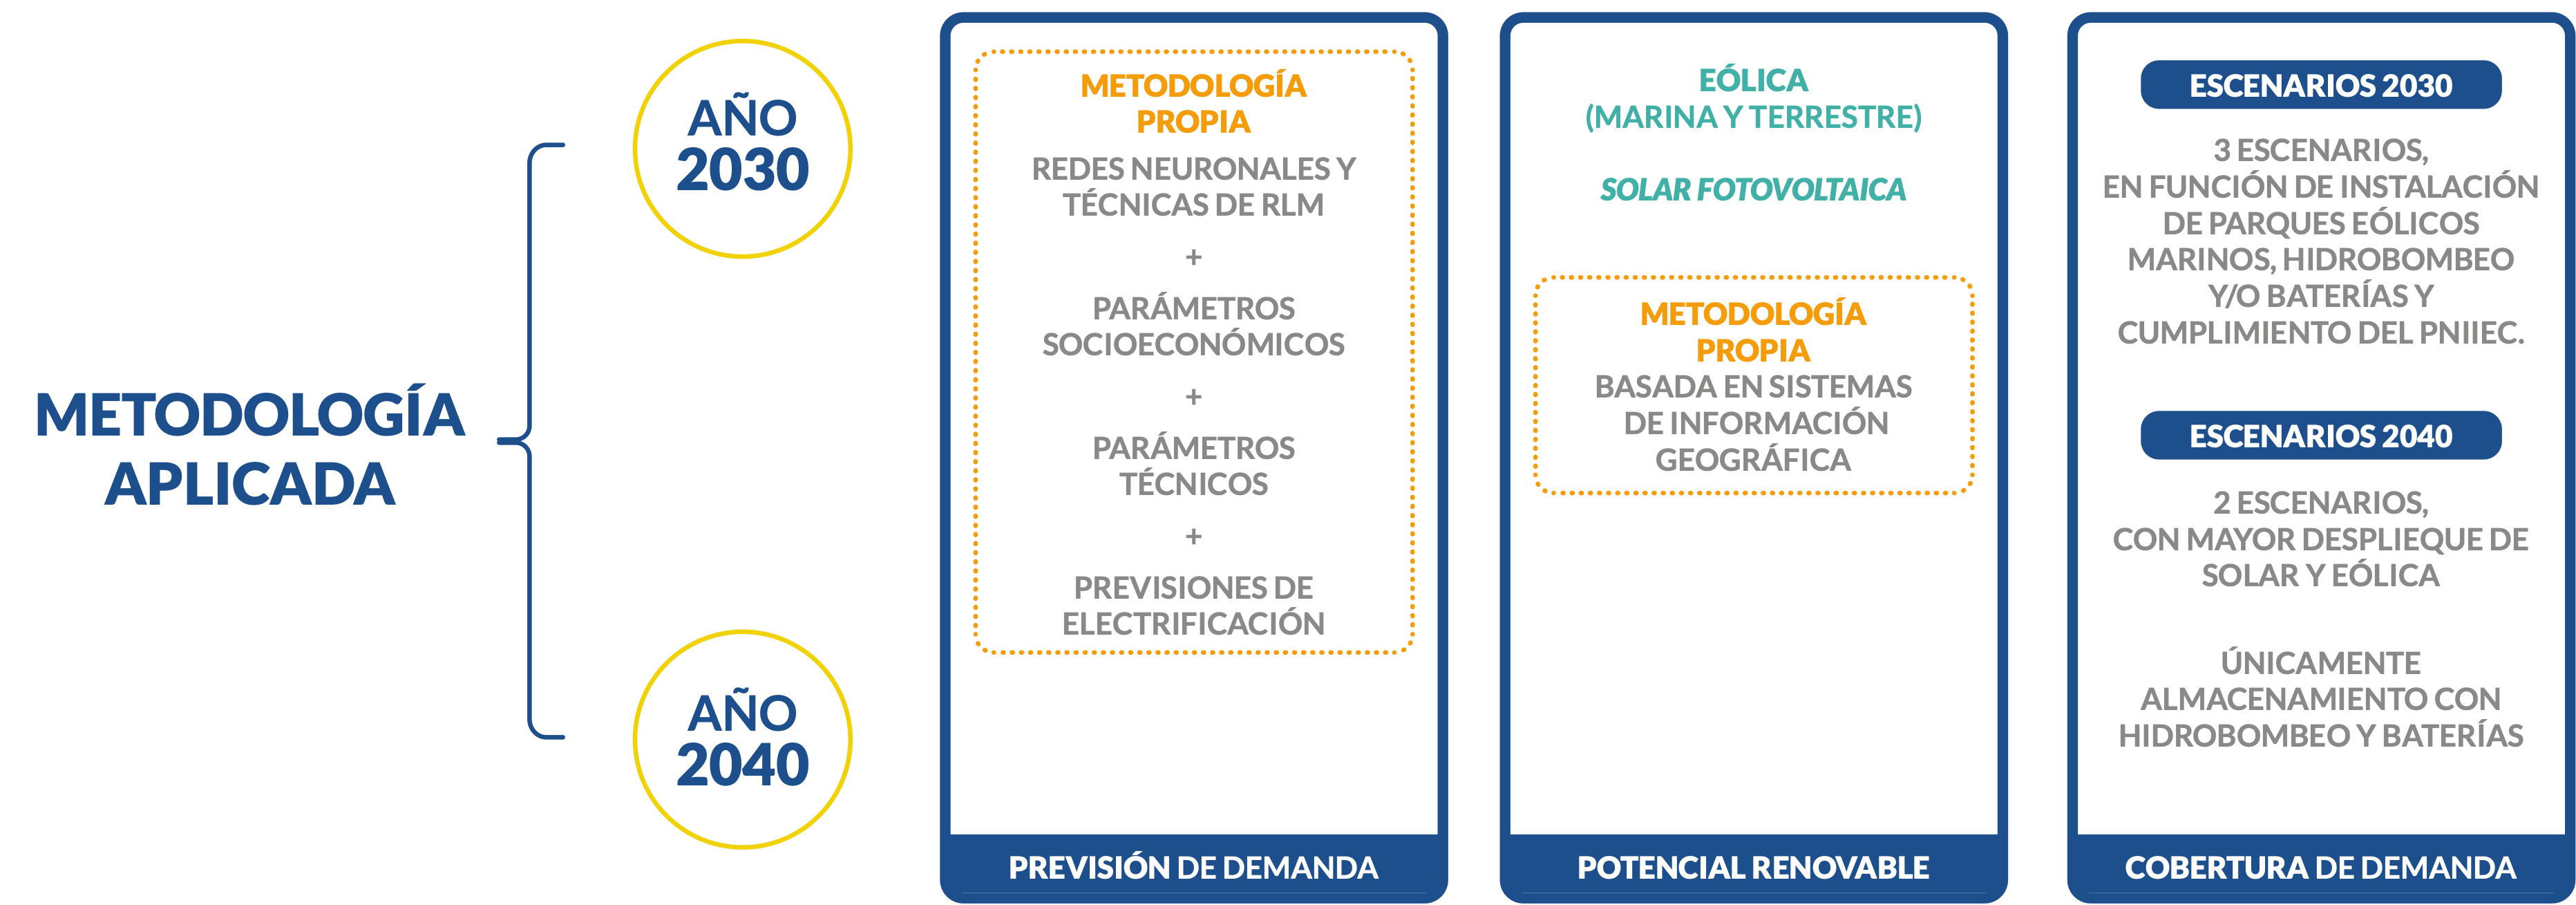 METODOLOGÍA
APLICADA
AÑO
2030
AÑO
2040
METODOLOGÍA
PROPIA
REDES NEURONALES Y
TÉCNICAS DE RLM
+
PARÁMETROS
SOCIOECONÓMICOS
+
PARÁMETROS
TÉCNICOS
+
PREVISIONES DE
ELECTRIFICACIÓN
PREVISIÓN DE DEMANDA
EÓLICA
(MARINA Y TERRESTRE)
SOLAR FOTOVOLTAICA
METODOLOGÍA
PROPIA
BASADA EN SISTEMAS
DE INFORMACIÓN
GEOGRÁFICA
POTENCIAL RENOVABLE
ESCENARIOS 2030
3 ESCENARIOS,
EN FUNCIÓN DE INSTALACIÓN
DE PARQUES EÓLICOS
MARINOS, HIDROBOMBEO
Y/O BATERÍAS Y
CUMPLIMIENTO DEL PNIIEC.
ESCENARIOS 2040
2 ESCENARIOS,
CON MAYOR DESPLIEQUE DE
SOLAR Y EÓLICA
ÚNICAMENTE
ALMACENAMIENTO CON
HIDROBOMBEO Y BATERÍAS
COBERTURA DE DEMANDA